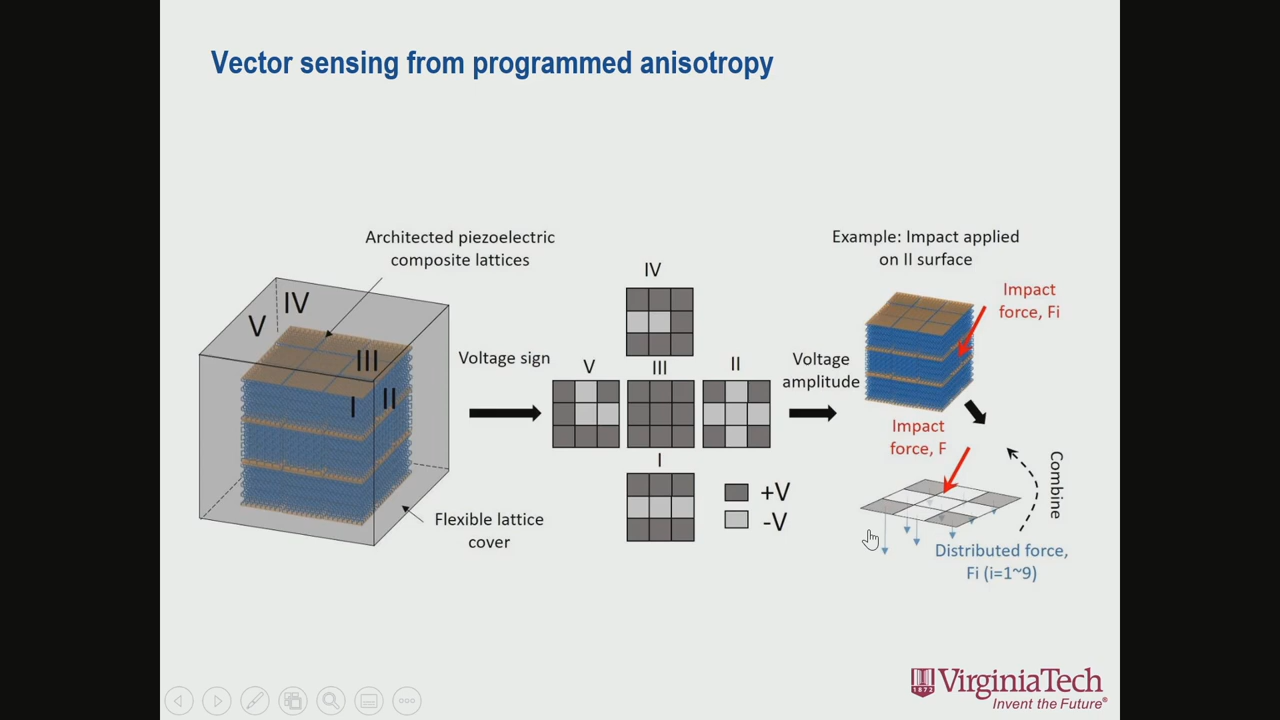 Vector sensing from programmed anisotropy
Architected piezoelectric
composite lattices
IV
V
III
I
II
Flexible lattice
cover
Voltage sign
IV
V
III
II
I
+V
-V
Voltage
amplitude
Example: Impact applied
on II surface
Impact
force, Fi
Impact
force, F
Combine
Distributed force,
Fi (i=1~9)
1872
VirginiaTech
Invent the Future®